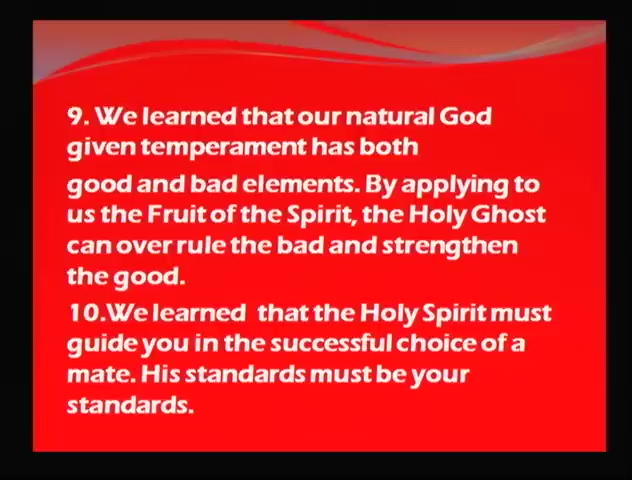 9. We learned that our natural God
given temperament has both
good and bad elements. By applying to
us the Fruit of the Spirit, the Holy Ghost
can over rule the bad and strengthen
the good.
10.We learned  that the Holy Spirit must
guide you in the successful choice of a
mate. His standards must be your
standards.